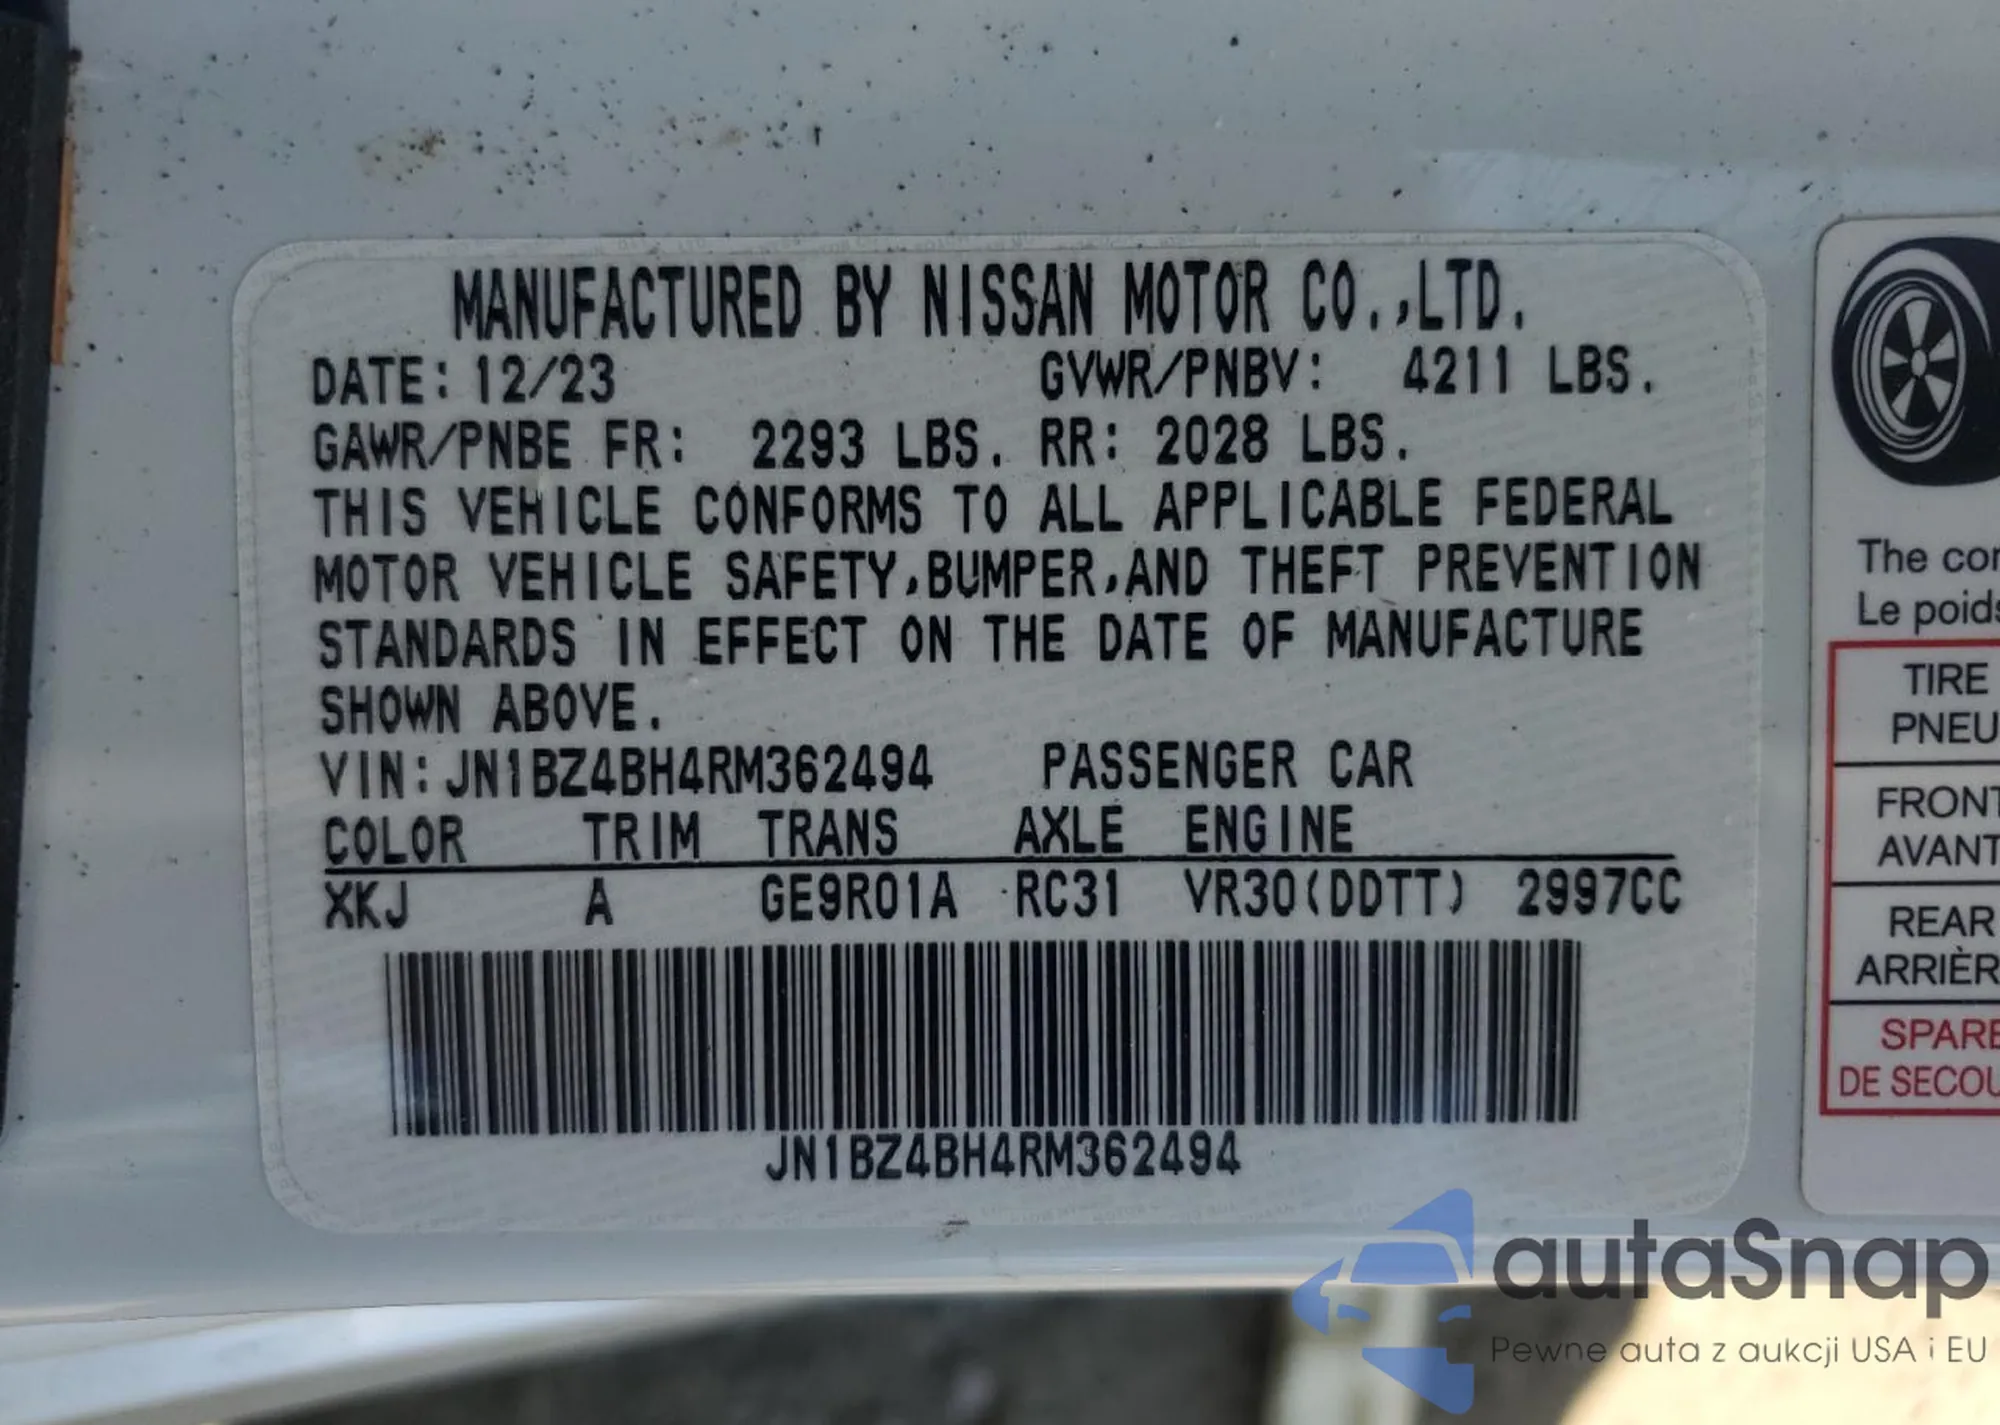 MANUFACTURED BY NISSAN MOTOR CO.,LTD.
DATE: 12/23 GVWR/PNBV: 4211 LBS.
GAWR/PNBE FR: 2293 LBS. RR: 2028 LBS.
THIS VEHICLE CONFORMS TO ALL APPLICABLE FEDERAL
MOTOR VEHICLE SAFETY,BUMPER,AND THEFT PREVENTION
STANDARDS IN EFFECT ON THE DATE OF MANUFACTURE
SHOWN ABOVE.
VIN:JN1BZ4BH4RM362494 PASSENGER CAR
COLOR TRIM TRANS AXLE ENGINE
XKJ A GE9R01A RC31 VR30(DDTT) 2997CC
JN1BZ4BH4RM362494
The
Le
TIRE
PNEU
FRONT
AVANT
REAR
SPARE
DE
autaSnap
Pewne auta z aukcji USA i EU